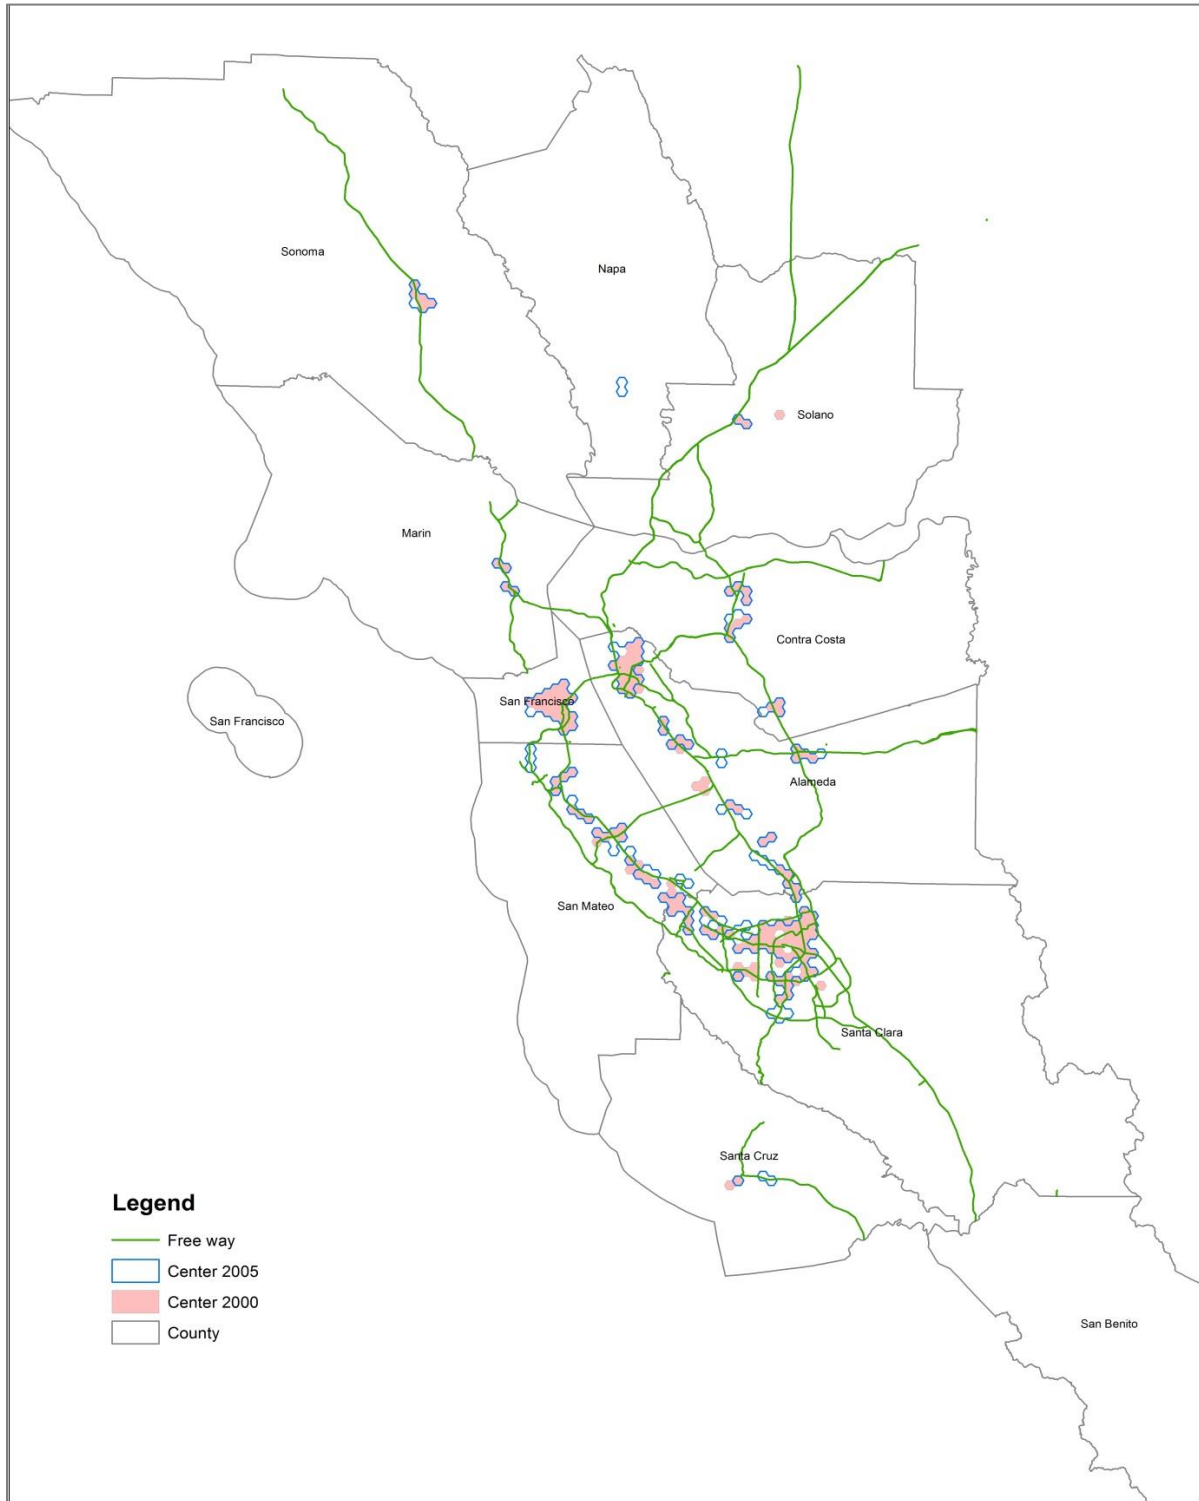 Sonoma
Napa
Solano
Marin
Contra Costa
San Francisco
San Francisco
Alameda
San Mateo
Santa Clara
Santa Cruz
Legend
Free way
Center 2005
Center 2000
County
San Benito